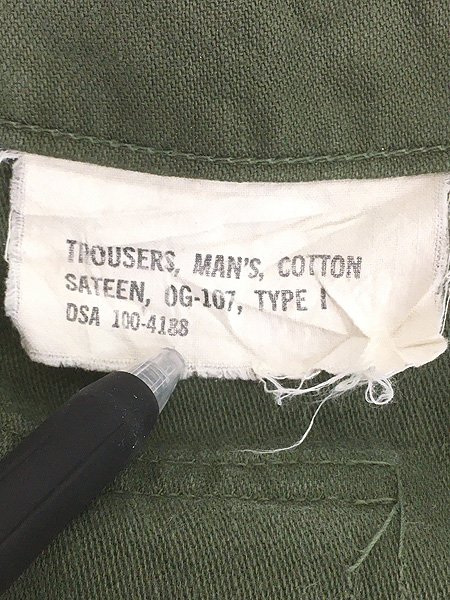 TROUSERS, MAN'S, COTTON
SATEEN, OG-107, TYPE I
DSA 100-4188